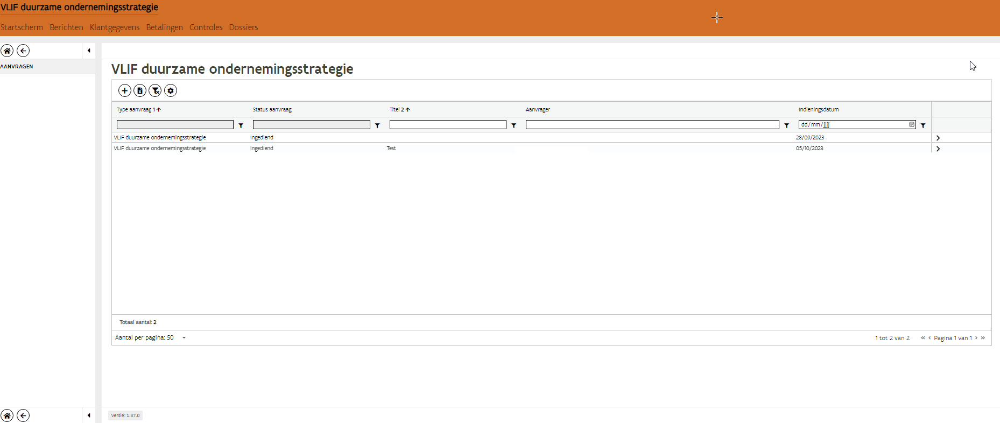 VLIF duurzame ondernemingsstrategie
Startscherm Berichten Klantgegevens Betalingen Controles Dossiers
AANVRAGEN
VLIF duurzame ondernemingsstrategie
Type aanvraag 1 Status aanvraag Titel 2 Aanvrager Indieningsdatum
dd/mm/jjjj
VLIF duurzame ondernemingsstrategie Ingediend 28/09/2023
VLIF duurzame ondernemingsstrategie Ingediend Test 05/10/2023
Totaal aantal: 2
Aantal per pagina: 50 1 tot 2 van 2 « ‹ Pagina 1 van 1 › »
Versie: 1.37.0